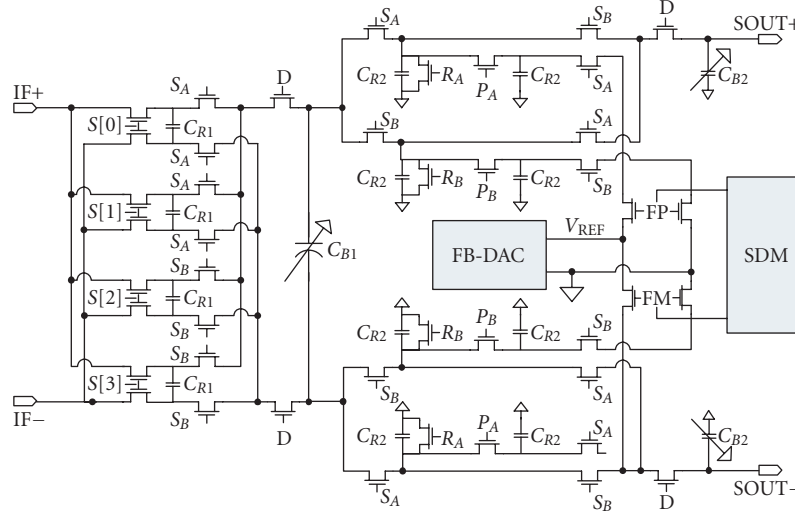 S_A
S_B
D
SOUT+
C_R2
R_A
P_A
C_R2
S_A
C_B2
IF+
S_A
D
S[0]
C_R1
S_A
S_B
S_A
S_A
S[1]
C_R1
S_A
C_R2
R_B
P_B
C_R2
S_B
C_B1
FB-DAC
V_REF
FP
SDM
S_B
S[2]
C_R1
S_B
FM
C_R2
R_B
P_B
C_R2
S_B
S_B
S[3]
C_R1
S_B
IF−
D
S_B
S_A
C_R2
R_A
P_A
C_R2
S_A
C_B2
S_A
S_B
D
SOUT−